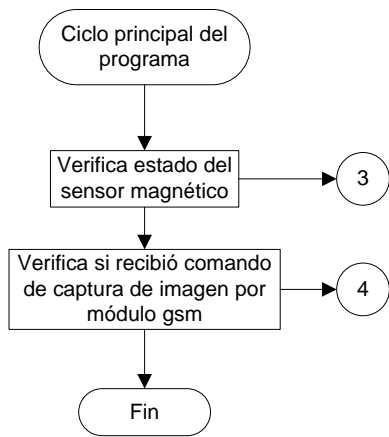 Ciclo principal del
programa
Verifica estado del
sensor magnético
3
Verifica si recibió comando
de captura de imagen por
módulo gsm
4
Fin